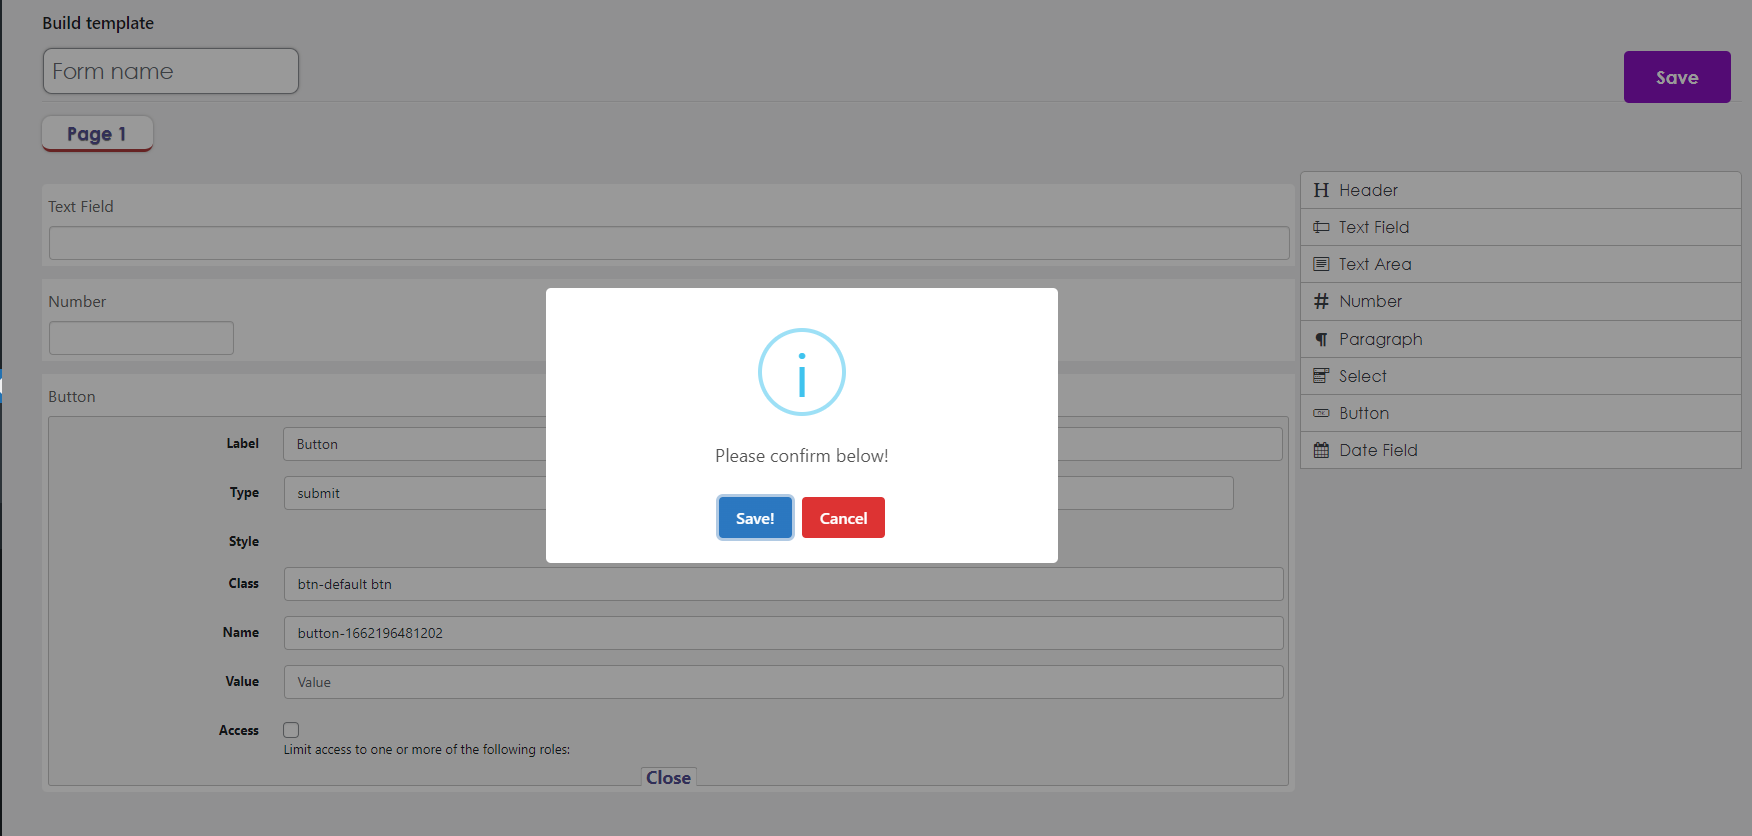 Build template
Form name
Save
Page 1
Text Field
Number
Button
Label Button
Type submit
Style
Class btn-default btn
Name button-1662196481202
Value Value
Access
Limit access to one or more of the following roles:
Close
Please confirm below!
Save! Cancel
H Header
Text Field
Text Area
# Number
¶ Paragraph
Select
Button
Date Field